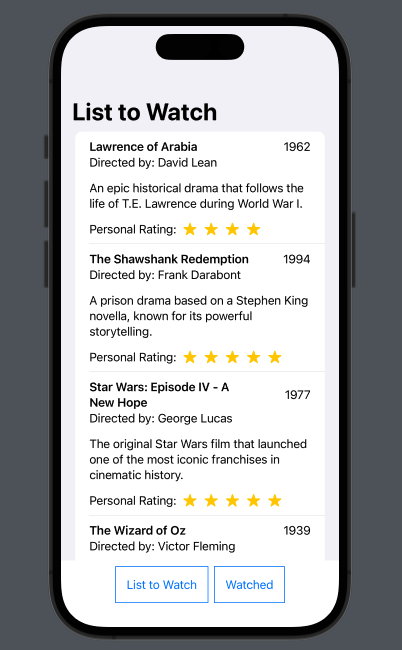 List to Watch
Lawrence of Arabia 1962
Directed by: David Lean
An epic historical drama that follows the
life of T.E. Lawrence during World War I.
Personal Rating:
The Shawshank Redemption 1994
Directed by: Frank Darabont
A prison drama based on a Stephen King
novella, known for its powerful
storytelling.
Personal Rating:
Star Wars: Episode IV - A
New Hope 1977
Directed by: George Lucas
The original Star Wars film that launched
one of the most iconic franchises in
cinematic history.
Personal Rating:
The Wizard of Oz 1939
Directed by: Victor Fleming
List to Watch Watched